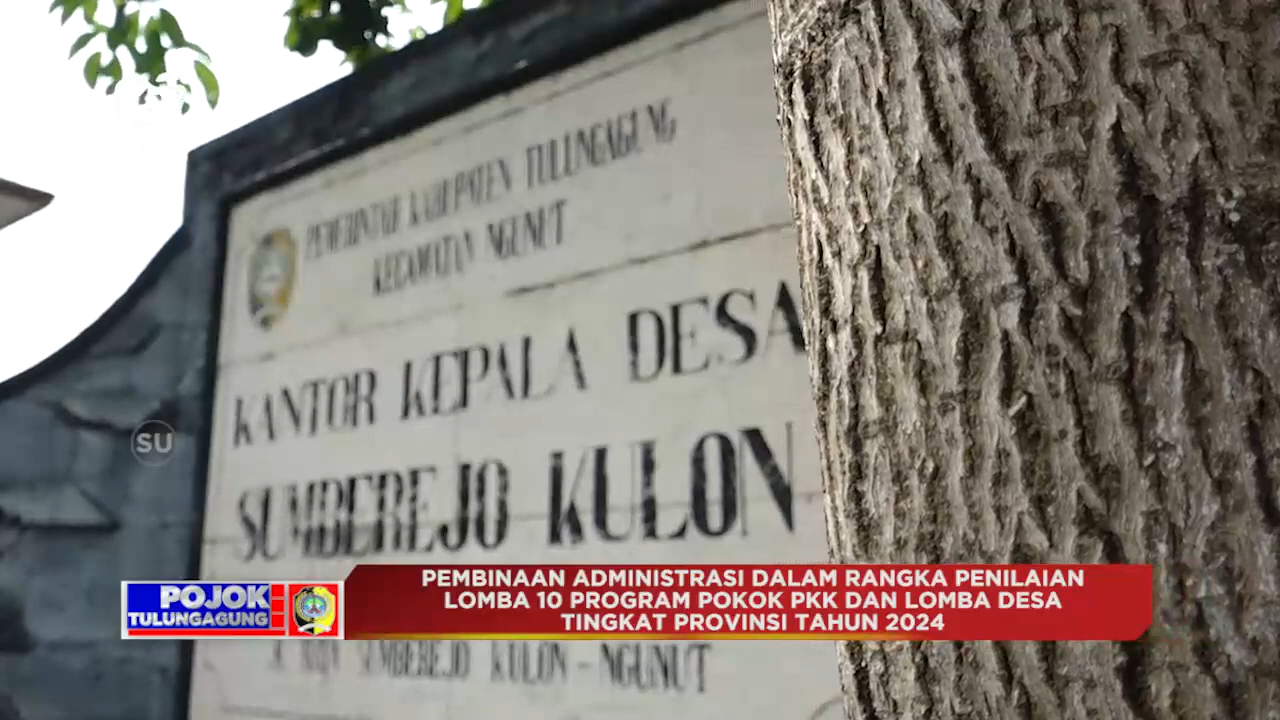 PEMERINTAH KABUPATEN TULUNGAGUNG
KECAMATAN NGUNUT
KANTOR KEPALA DESA
SUMBEREJO KULON
SU
POJOK
TULUNGAGUNG
PEMBINAAN ADMINISTRASI DALAM RANGKA PENILAIAN
LOMBA 10 PROGRAM POKOK PKK DAN LOMBA DESA
TINGKAT PROVINSI TAHUN 2024
SUMBEREJO KULON - NGUNUT